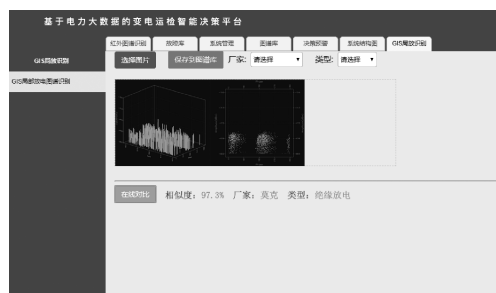 基于电力大数据的变电运检智能决策平台
红外图谱识别 故障库 系统管理 图谱库 决策预警 系统结构图 GIS局放识别
GIS局放识别
选择图片 保存到图谱库 厂家: 请选择 类型: 请选择
GIS局部放电图谱识别
在线对比 相似度: 97.3% 厂家: 莫克 类型: 绝缘放电